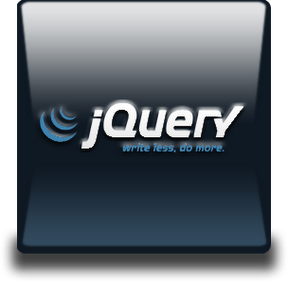 jQuery
write less, do more.